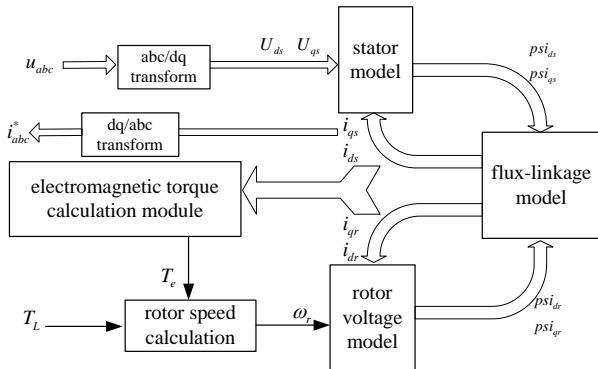 u_abc
abc/dq
transform
U_ds U_qs
stator
model
psi_ds
psi_qs
i*_abc
dq/abc
transform
i_qs
i_ds
flux-linkage
model
electromagnetic torque
calculation module
i_qr
i_dr
T_e
T_L
rotor speed
calculation
ω_r
rotor
voltage
model
psi_dr
psi_qr